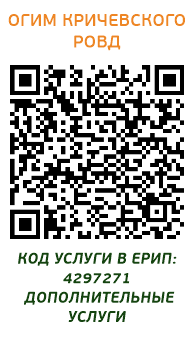 ОГИМ КРИЧЕВСКОГО
РОВД
КОД УСЛУГИ В ЕРИП:
4297271
ДОПОЛНИТЕЛЬНЫЕ
УСЛУГИ